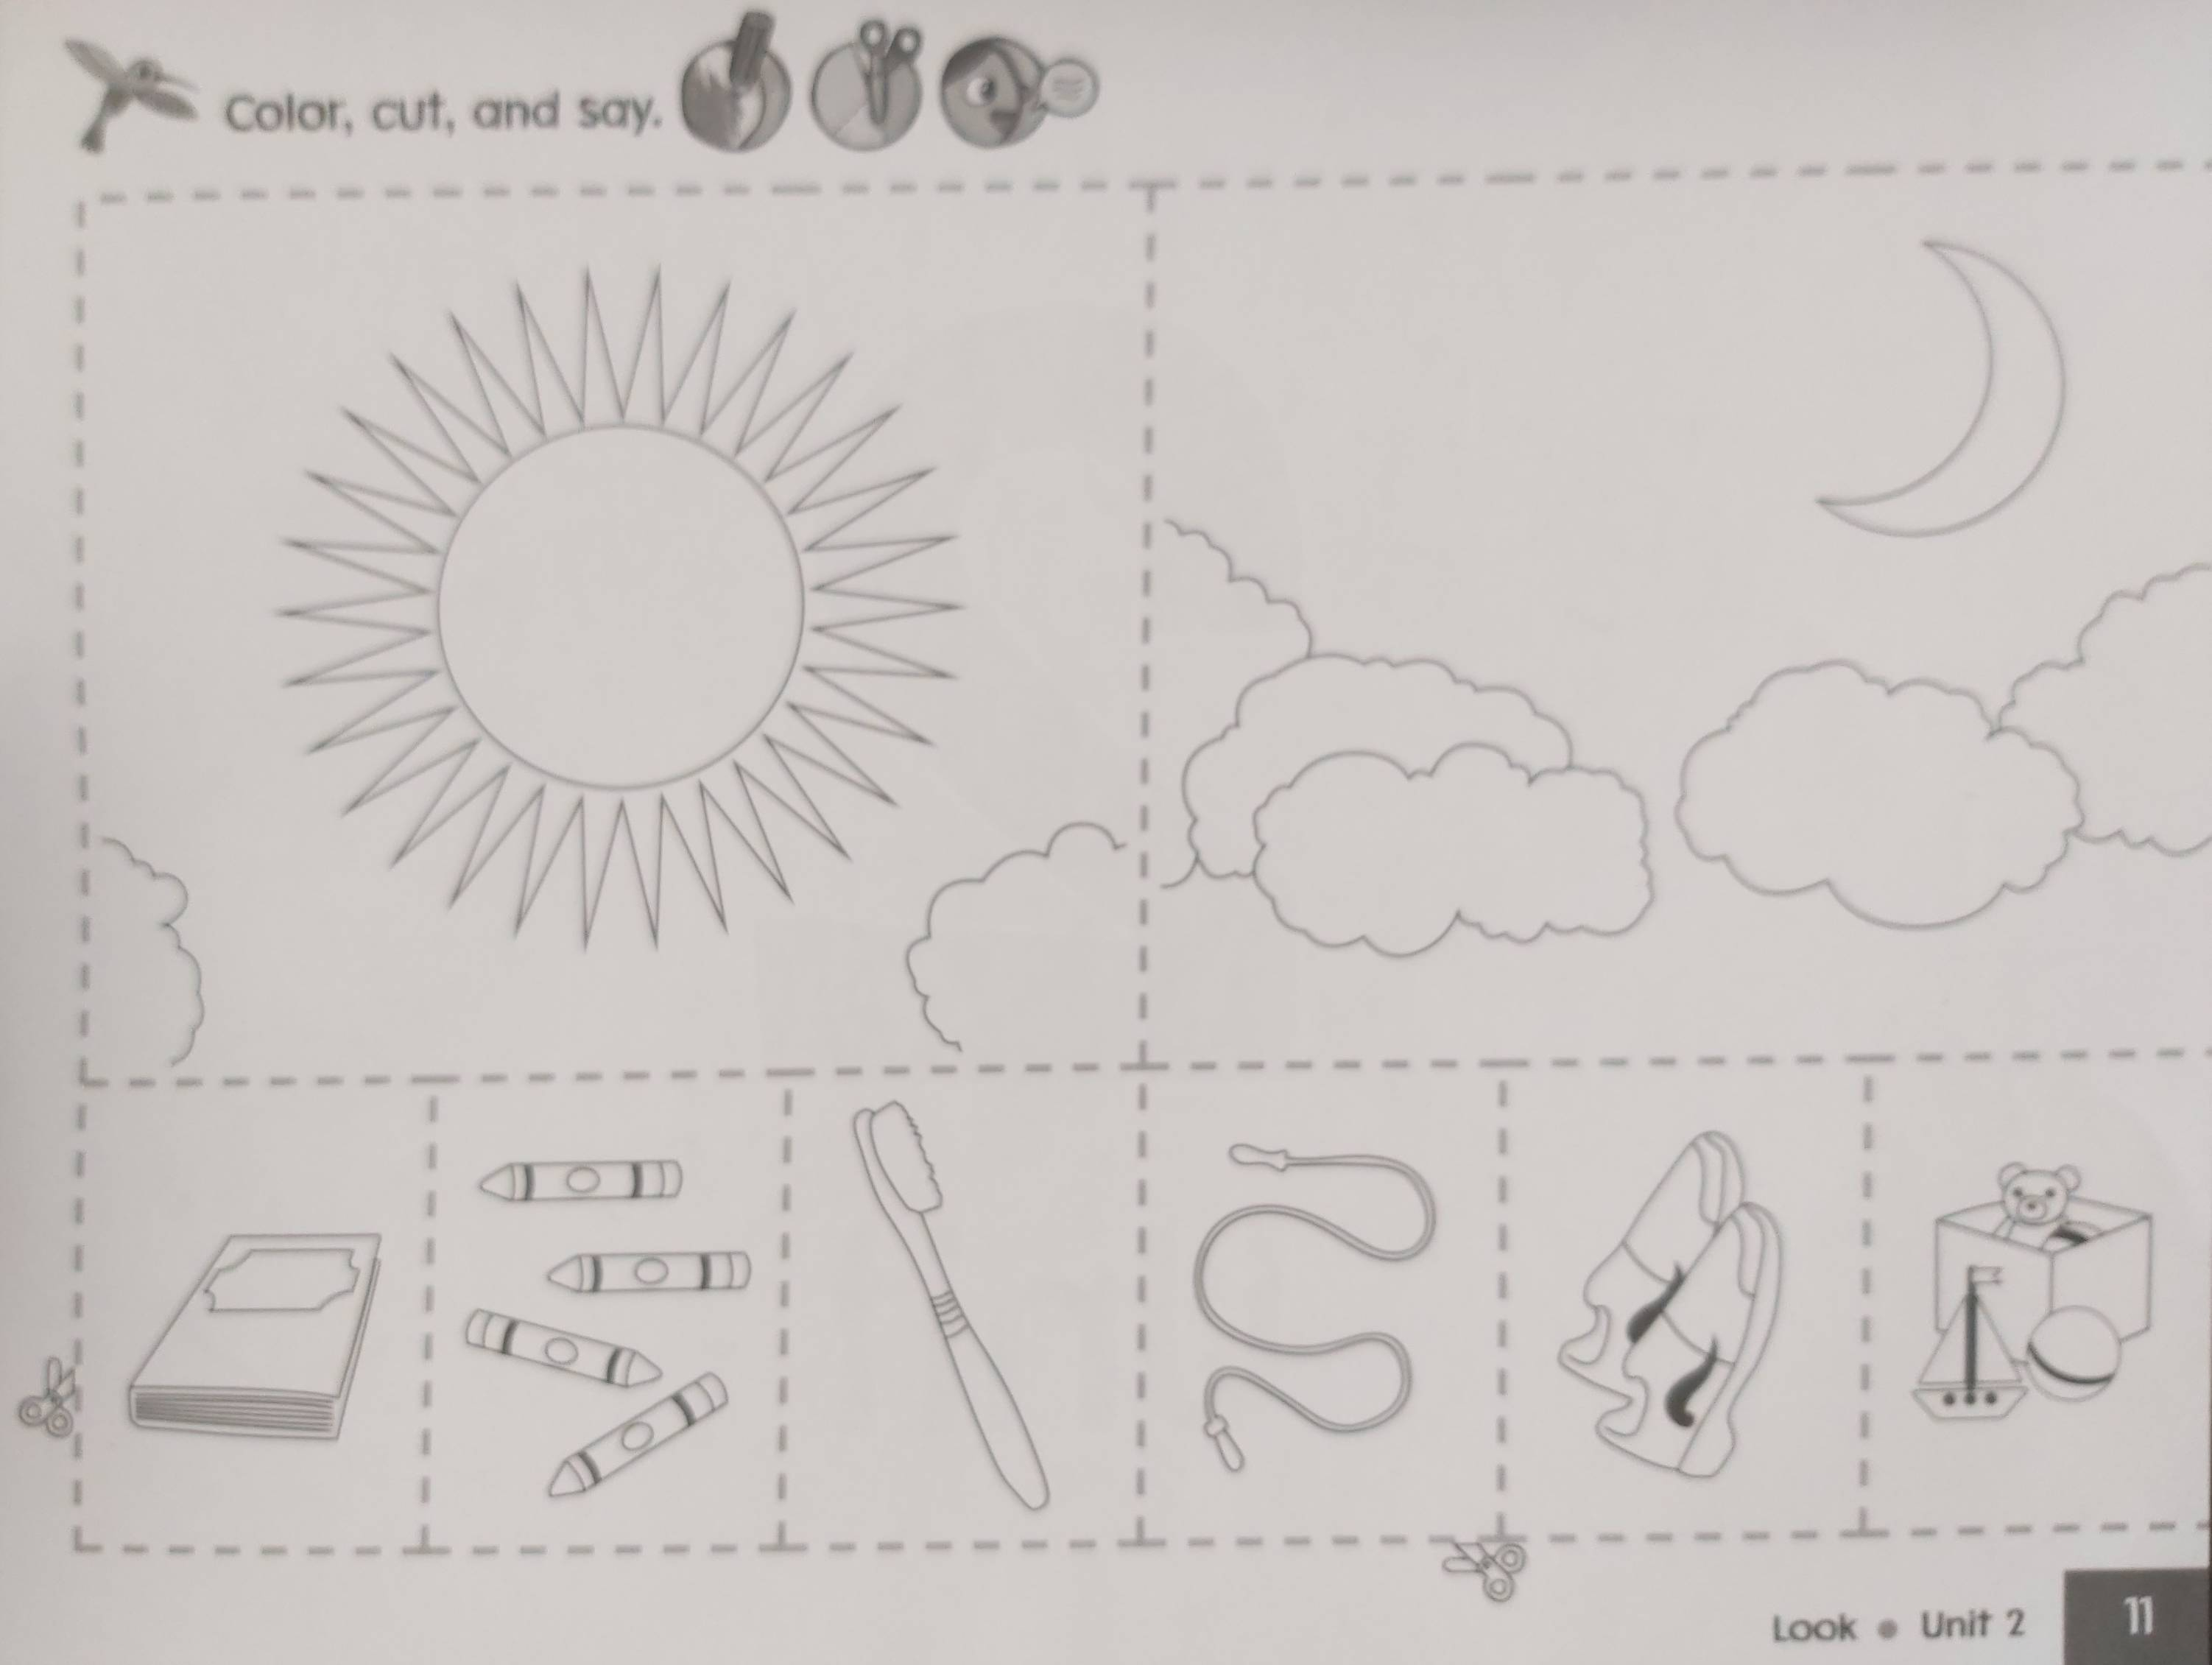 Color, cut, and say.
Look • Unit 2
11